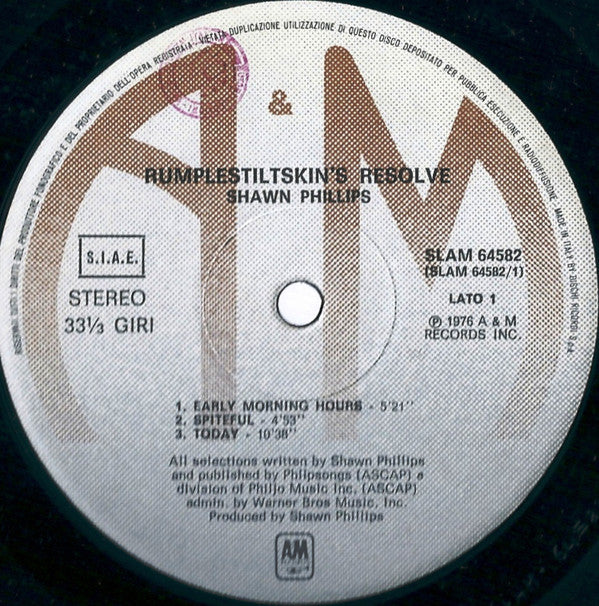 RISERVATI TUTTI I DIRITTI DEL PRODUTTORE FONOGRAFICO E DEL PROPRIETARIO DELL'OPERA REGISTRATA - VIETATA DUPLICAZIONE UTILIZZAZIONE DI QUESTO DISCO DEPOSITATO PER PUBBLICA ESECUZIONE E RADIODIFFUSIONE. MADE IN ITALY BY DISCHI RICORDI S.p.A.
A & M
RUMPLESTILTSKIN'S RESOLVE
SHAWN PHILLIPS
S.I.A.E.
STEREO
33⅓ GIRI
SLAM 64582
(SLAM 64582/1)
LATO 1
℗ 1976 A & M
RECORDS INC.
1. EARLY MORNING HOURS - 5'21"
2. SPITEFUL - 4'53"
3. TODAY - 10'38"
All selections written by Shawn Phillips
and published by Philpsongs (ASCAP) a
division of Philjo Music Inc. (ASCAP)
admin. by Warner Bros Music, Inc.
Produced by Shawn Phillips
AM
RECORDS